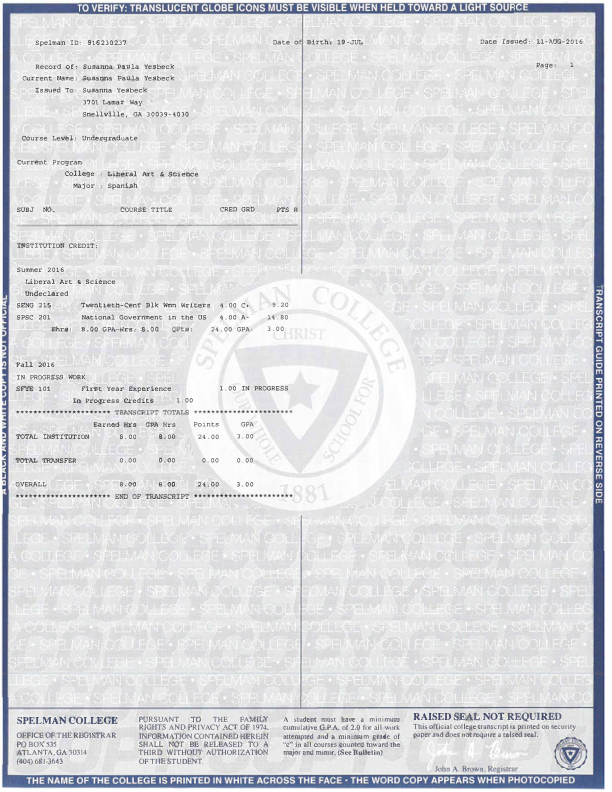 TO VERIFY: TRANSLUCENT GLOBE ICONS MUST BE VISIBLE WHEN HELD TOWARD A LIGHT SOURCE
Spelman ID: 916230237 Date of Birth: 19-JUL Date Issued: 11-AUG-2016
Page: 1
Record of: Susanna Paula Yesbeck
Current Name: Susanna Paula Yesbeck
Issued To: Susanna Yesbeck
3701 Lamar Way
Snellville, GA 30039-4030
Course Level: Undergraduate
Current Program
College : Liberal Art & Science
Major : Spanish
SUBJ NO. COURSE TITLE CRED GRD PTS R
INSTITUTION CREDIT:
Summer 2016
Liberal Art & Science
Undeclared
SENG 215 Twentieth-Cent Blk Wmn Writers 4.00 C+ 9.20
SPSC 201 National Government in the US 4.00 A- 14.80
Ehrs: 8.00 GPA-Hrs: 8.00 QPts: 24.00 GPA: 3.00
Fall 2016
IN PROGRESS WORK
SFYE 101 First Year Experience 1.00 IN PROGRESS
In Progress Credits 1.00
********************** TRANSCRIPT TOTALS ***********************
Earned Hrs GPA Hrs Points GPA
TOTAL INSTITUTION 8.00 8.00 24.00 3.00
TOTAL TRANSFER 0.00 0.00 0.00 0.00
OVERALL 8.00 8.00 24.00 3.00
********************** END OF TRANSCRIPT ***********************
SPELMAN COLLEGE
CHRIST
OUR WHOLE SCHOOL FOR
1881
A BLACK AND WHITE COPY IS NOT OFFICIAL
TRANSCRIPT GUIDE PRINTED ON REVERSE SIDE
SPELMAN COLLEGE
OFFICE OF THE REGISTRAR
PO BOX 535
ATLANTA, GA 30314
(404) 681-3643
PURSUANT TO THE FAMILY
RIGHTS AND PRIVACY ACT OF 1974,
INFORMATION CONTAINED HEREIN
SHALL NOT BE RELEASED TO A
THIRD WITHOUT AUTHORIZATION
OF THE STUDENT
A student must have a minimum
cumulative G.P.A. of 2.0 for all work
attempted and a minimum grade of
"c" in all courses counted toward the
major and minor. (See Bulletin)
RAISED SEAL NOT REQUIRED
This official college transcript is printed on security
paper and does not require a raised seal.
John A. Brown, Registrar
THE NAME OF THE COLLEGE IS PRINTED IN WHITE ACROSS THE FACE • THE WORD COPY APPEARS WHEN PHOTOCOPIED